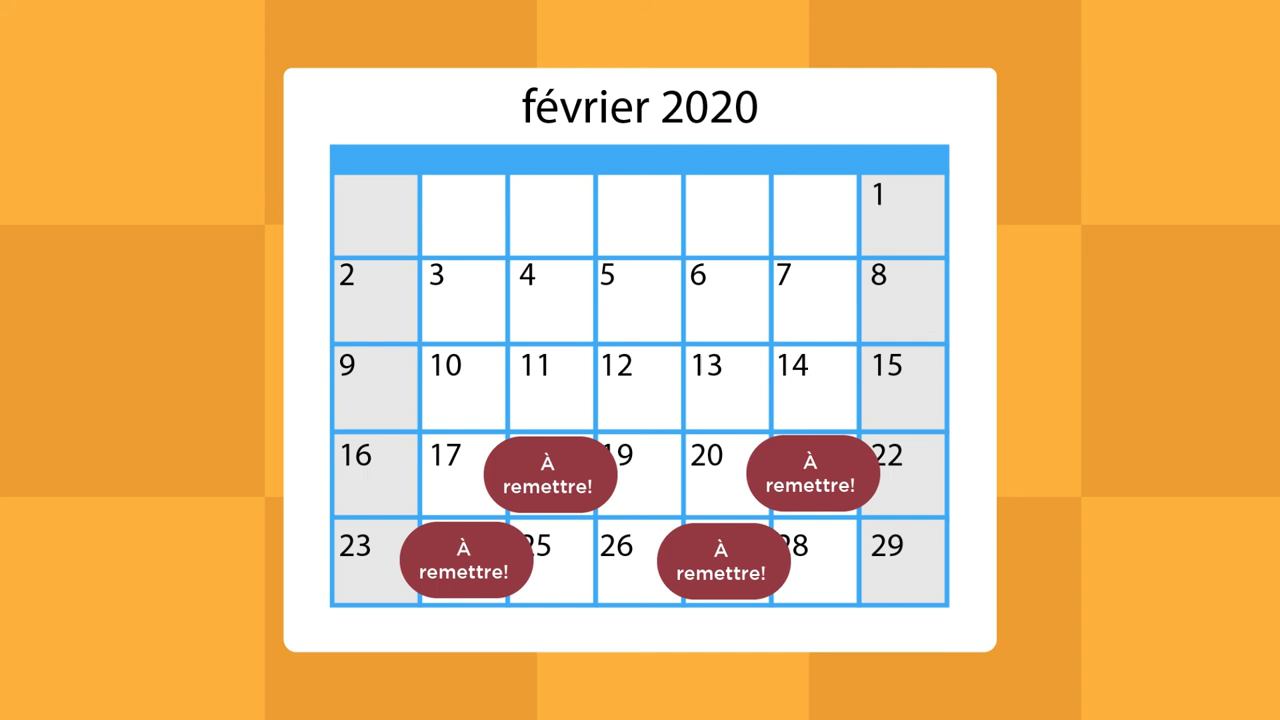 février 2020
1
2 3 4 5 6 7 8
9 10 11 12 13 14 15
16 17 À remettre! 19 20 À remettre! 22
23 À remettre! 25 26 À remettre! 28 29